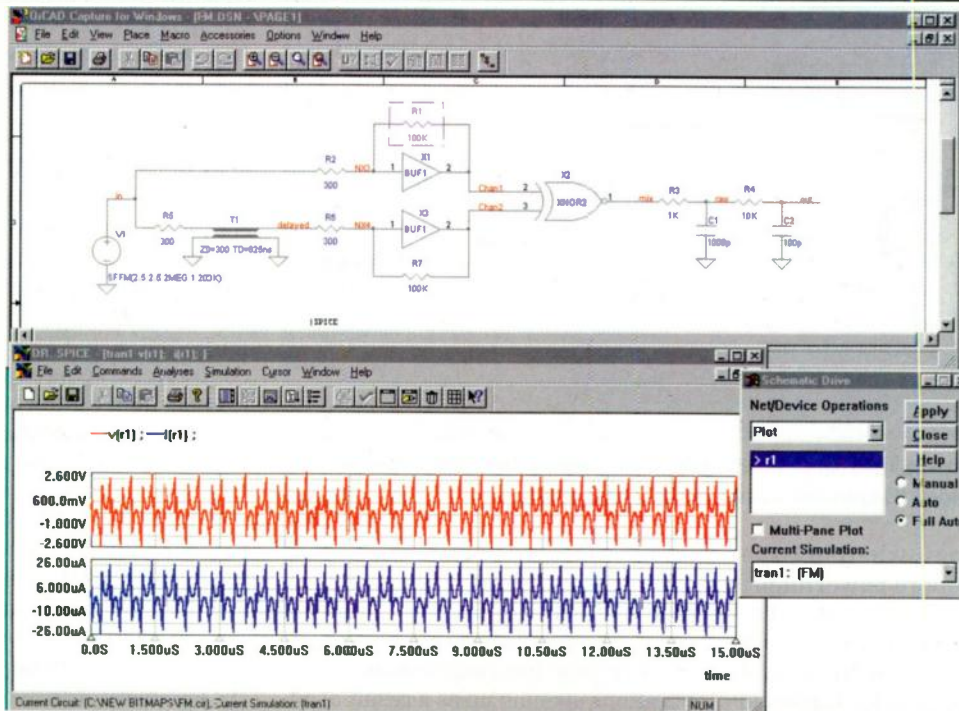 OrCAD Capture for Windows - [FM.DSN - \PAGE1]
File Edit View Place Macro Accessories Options Window Help
A B C D E
R1
100K
R2
300
X1
1 BUF1 2
in
R5
300
T1
delayed
R6
300
X3
1 BUF1 2
Chan1 2
Chan2 3
X2
XNOR2
1
mix
R3
1K
R4
10K
out
C1
1000p
C2
100p
V1
Z0=300 TD=625ns
R7
100K
SFFM(2.5 2.5 2MEG 1 200K)
|SPICE
DR. SPICE - [tran1 v[r1]; i[r1]; ]
File Edit Commands Analyses Simulation Cursor Window Help
v[r1] ; i[r1] ;
2.600V
600.0mV
-1.000V
-2.600V
26.00uA
6.000uA
-10.00uA
-26.00uA
0.0S 1.500uS 3.000uS 4.500uS 6.000uS 7.500uS 9.000uS 10.50uS 12.00uS 13.50uS 15.00uS
time
Current Circuit: [C:\NEW BITMAPS\FM.cir], Current Simulation: [tran1]
NUM
Schematic Drive
Net/Device Operations
Apply
Plot
Close
> r1
Help
Manual
Auto
Full Auto
Multi-Pane Plot
Current Simulation:
tran1: (FM)